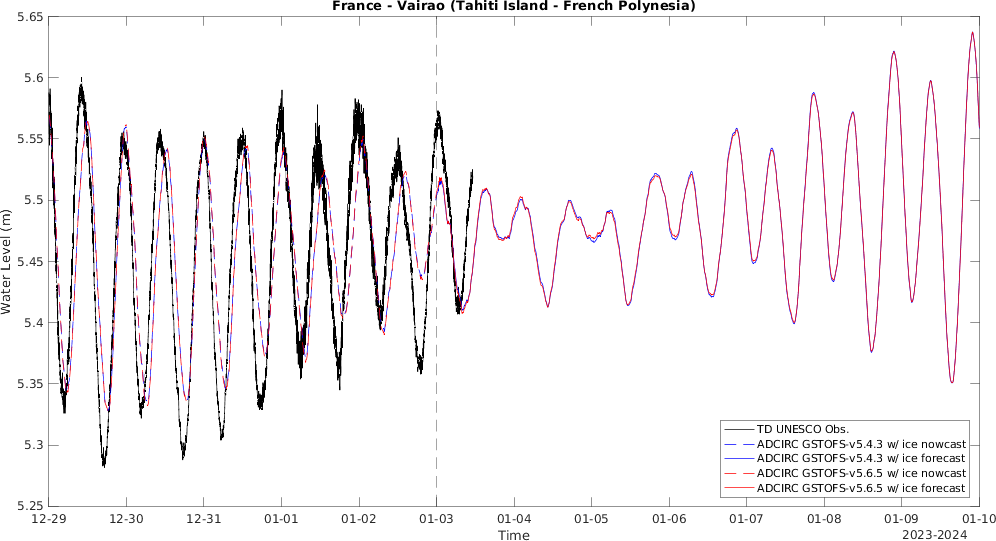 France - Vairao (Tahiti Island - French Polynesia)
5.65
5.6
5.55
5.5
5.45
5.4
5.35
5.3
5.25
Water Level (m)
12-29 12-30 12-31 01-01 01-02 01-03 01-04 01-05 01-06 01-07 01-08 01-09 01-10
Time
2023-2024
TD UNESCO Obs.
ADCIRC GSTOFS-v5.4.3 w/ ice nowcast
ADCIRC GSTOFS-v5.4.3 w/ ice forecast
ADCIRC GSTOFS-v5.6.5 w/ ice nowcast
ADCIRC GSTOFS-v5.6.5 w/ ice forecast